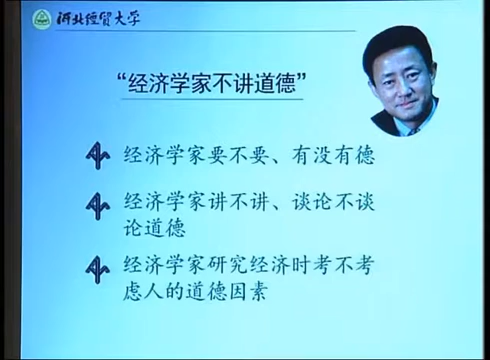 河北经贸大学
“经济学家不讲道德”
经济学家要不要、有没有德
经济学家讲不讲、谈论不谈
论道德
经济学家研究经济时考不考
虑人的道德因素